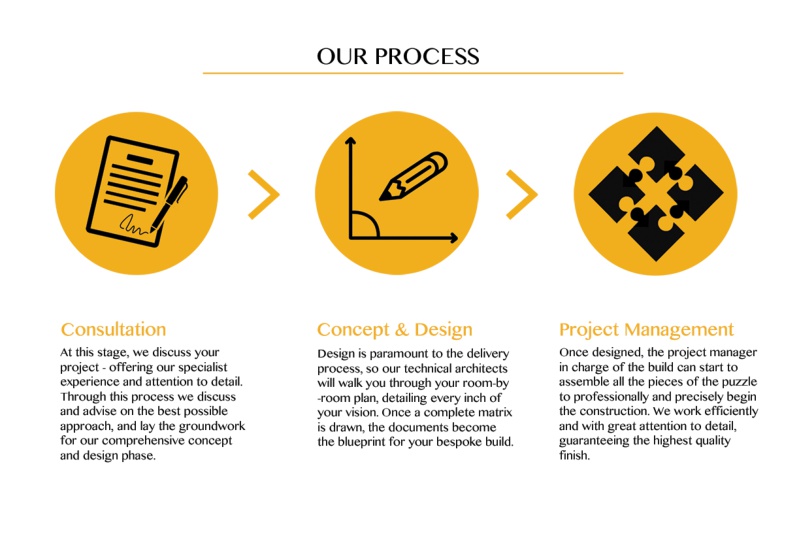 OUR PROCESS
Consultation
At this stage, we discuss your
project - offering our specialist
experience and attention to detail.
Through this process we discuss
and advise on the best possible
approach, and lay the groundwork
for our comprehensive concept
and design phase.
Concept & Design
Design is paramount to the delivery
process, so our technical architects
will walk you through your room-by
-room plan, detailing every inch of
your vision. Once a complete matrix
is drawn, the documents become
the blueprint for your bespoke build.
Project Management
Once designed, the project manager
in charge of the build can start to
assemble all the pieces of the puzzle
to professionally and precisely begin
the construction. We work efficiently
and with great attention to detail,
guaranteeing the highest quality
finish.